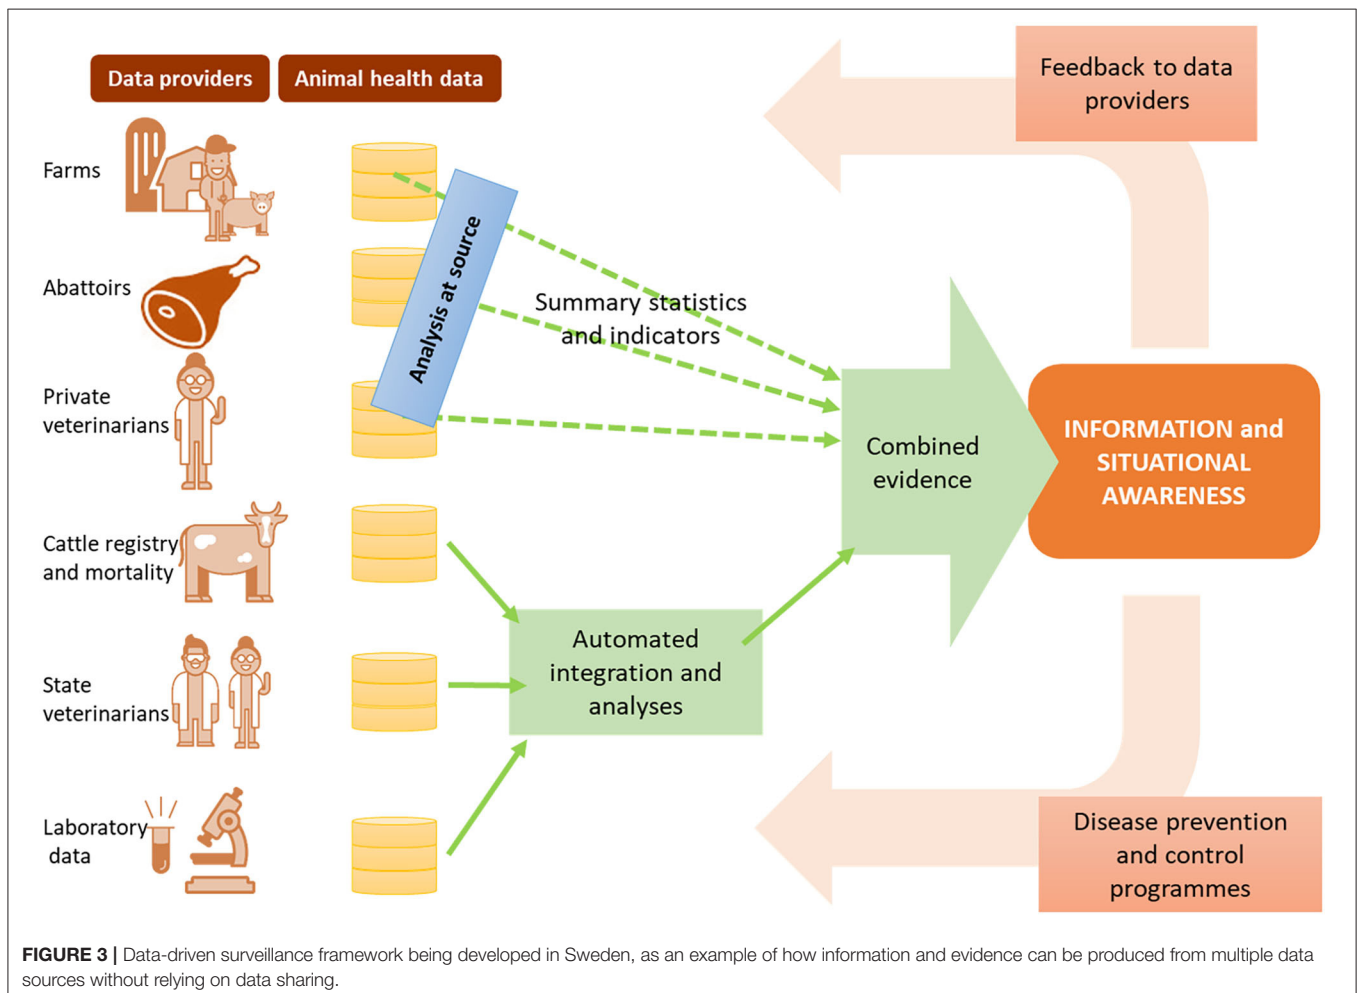 Data providers
Animal health data
Feedback to data
providers
Farms
Abattoirs
Analysis at source
Summary statistics
and indicators
Private
veterinarians
Combined
evidence
INFORMATION and
SITUATIONAL
AWARENESS
Cattle registry
and mortality
Automated
integration and
analyses
State
veterinarians
Laboratory
data
Disease prevention
and control
programmes
FIGURE 3 | Data-driven surveillance framework being developed in Sweden, as an example of how information and evidence can be produced from multiple data
sources without relying on data sharing.